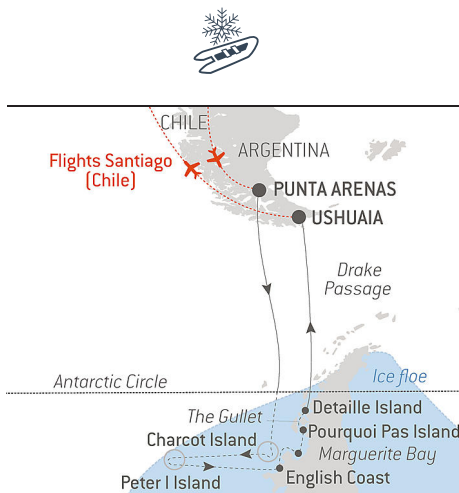 CHILE
ARGENTINA
Flights Santiago
(Chile)
PUNTA ARENAS
USHUAIA
Drake
Passage
Antarctic Circle
Ice floe
The Gullet
Detaille Island
Charcot Island
Pourquoi Pas Island
Marguerite Bay
Peter I Island
English Coast